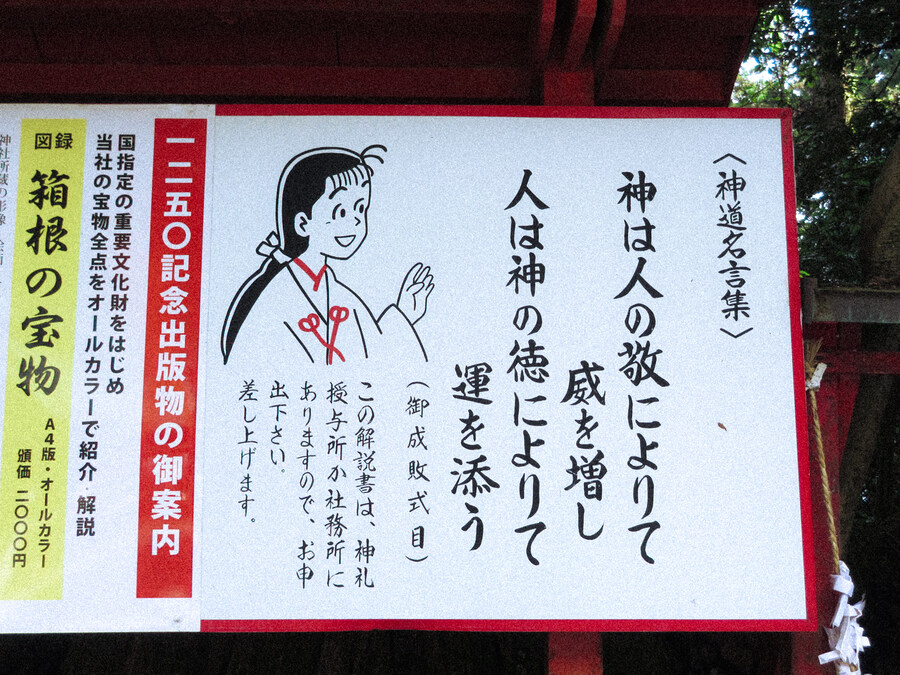 〈神道名言集〉
神は人の敬によりて
威を増し
人は神の徳によりて
運を添う
（御成敗式目）
この解説書は、神札
授与所か社務所に
ありますので、お申
出下さい。
差し上げます。
一二五〇記念出版物の御案内
国指定の重要文化財をはじめ
当社の宝物全点をオールカラーで紹介・解説
図録
箱根の宝物
A4版・オールカラー
頒価 二〇〇〇円
神社所蔵の影像